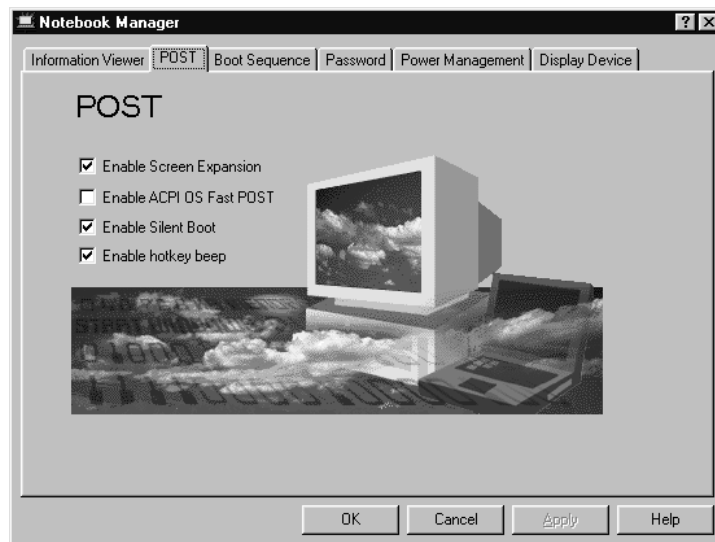 Notebook Manager
Information Viewer POST Boot Sequence Password Power Management Display Device
POST
Enable Screen Expansion
Enable ACPI OS Fast POST
Enable Silent Boot
Enable hotkey beep
OK Cancel Apply Help